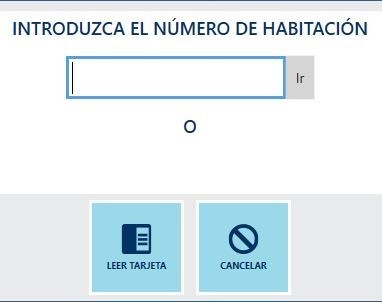 INTRODUZCA EL NÚMERO DE HABITACIÓN
Ir
O
LEER TARJETA
CANCELAR